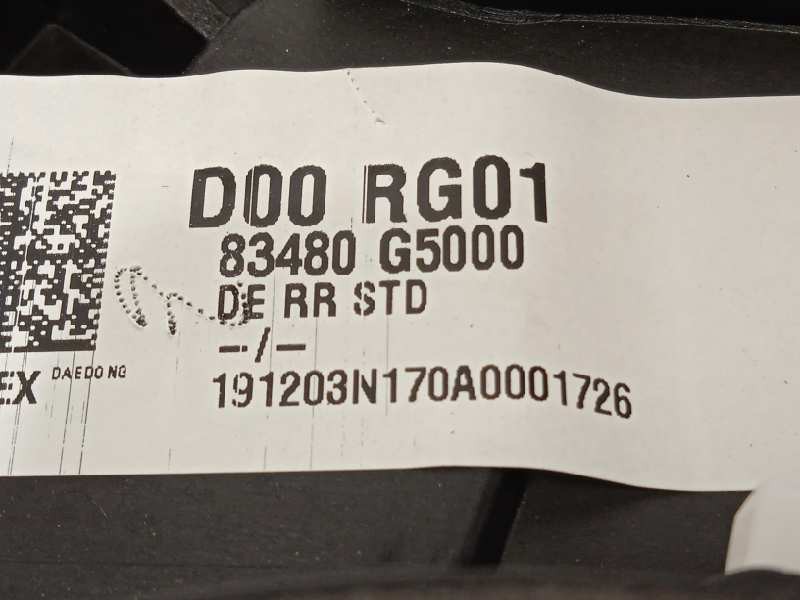 D00 RG01
83480 G5000
DE RR STD
-/-
EX DAEDONG
191203N170A0001726